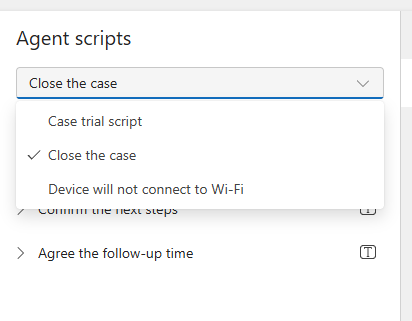 Agent scripts
Close the case
Case trial script
Close the case
Device will not connect to Wi-Fi
Confirm the next steps
Agree the follow-up time